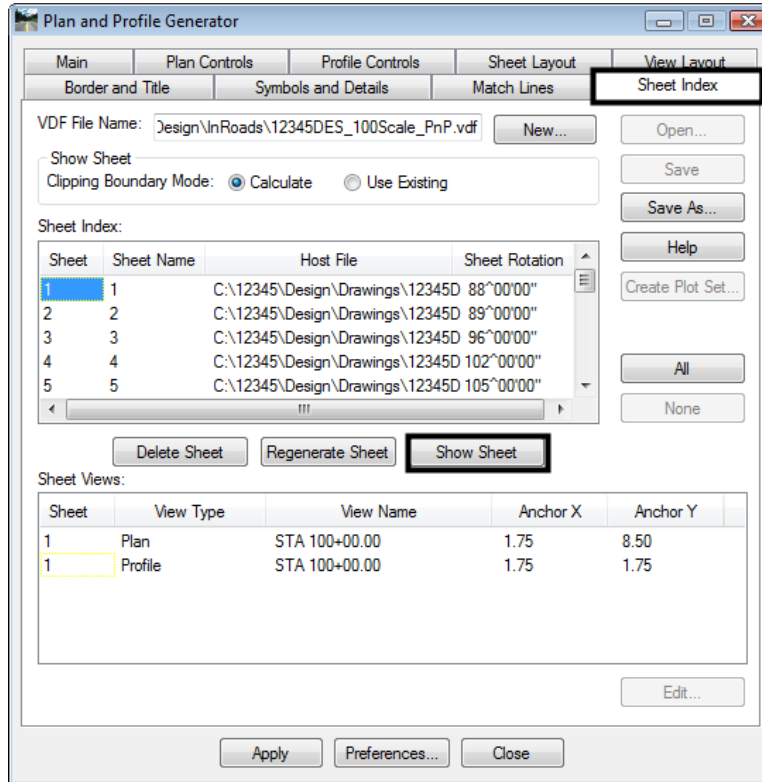 Plan and Profile Generator
Main Plan Controls Profile Controls Sheet Layout View Layout
Border and Title Symbols and Details Match Lines Sheet Index
VDF File Name: Design\InRoads\12345DES_100Scale_PnP.vdf New... Open...
Show Sheet
Clipping Boundary Mode: Calculate Use Existing
Save
Save As...
Sheet Index:
Help
Sheet Sheet Name Host File Sheet Rotation
1 1 C:\12345\Design\Drawings\12345D 88^00'00"
Create Plot Set...
2 2 C:\12345\Design\Drawings\12345D 89^00'00"
3 3 C:\12345\Design\Drawings\12345D 96^00'00"
4 4 C:\12345\Design\Drawings\12345D 102^00'00"
All
5 5 C:\12345\Design\Drawings\12345D 105^00'00"
None
Delete Sheet Regenerate Sheet Show Sheet
Sheet Views:
Sheet View Type View Name Anchor X Anchor Y
1 Plan STA 100+00.00 1.75 8.50
1 Profile STA 100+00.00 1.75 1.75
Edit...
Apply Preferences... Close